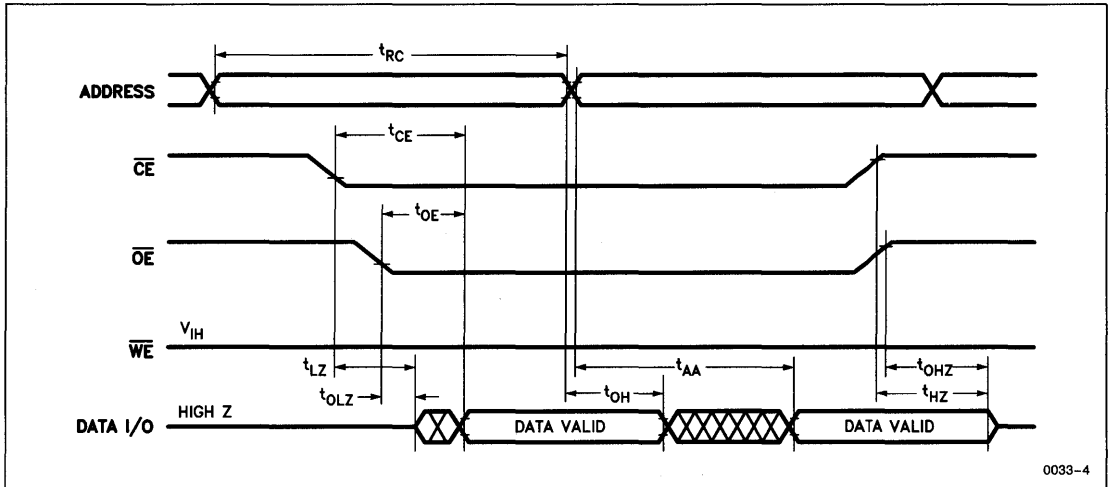 tRC
ADDRESS
tCE
CE
tOE
OE
VIH
WE
tLZ
tAA
tOHZ
tOLZ
tOH
tHZ
HIGH Z
DATA I/O
DATA VALID
DATA VALID
0033-4